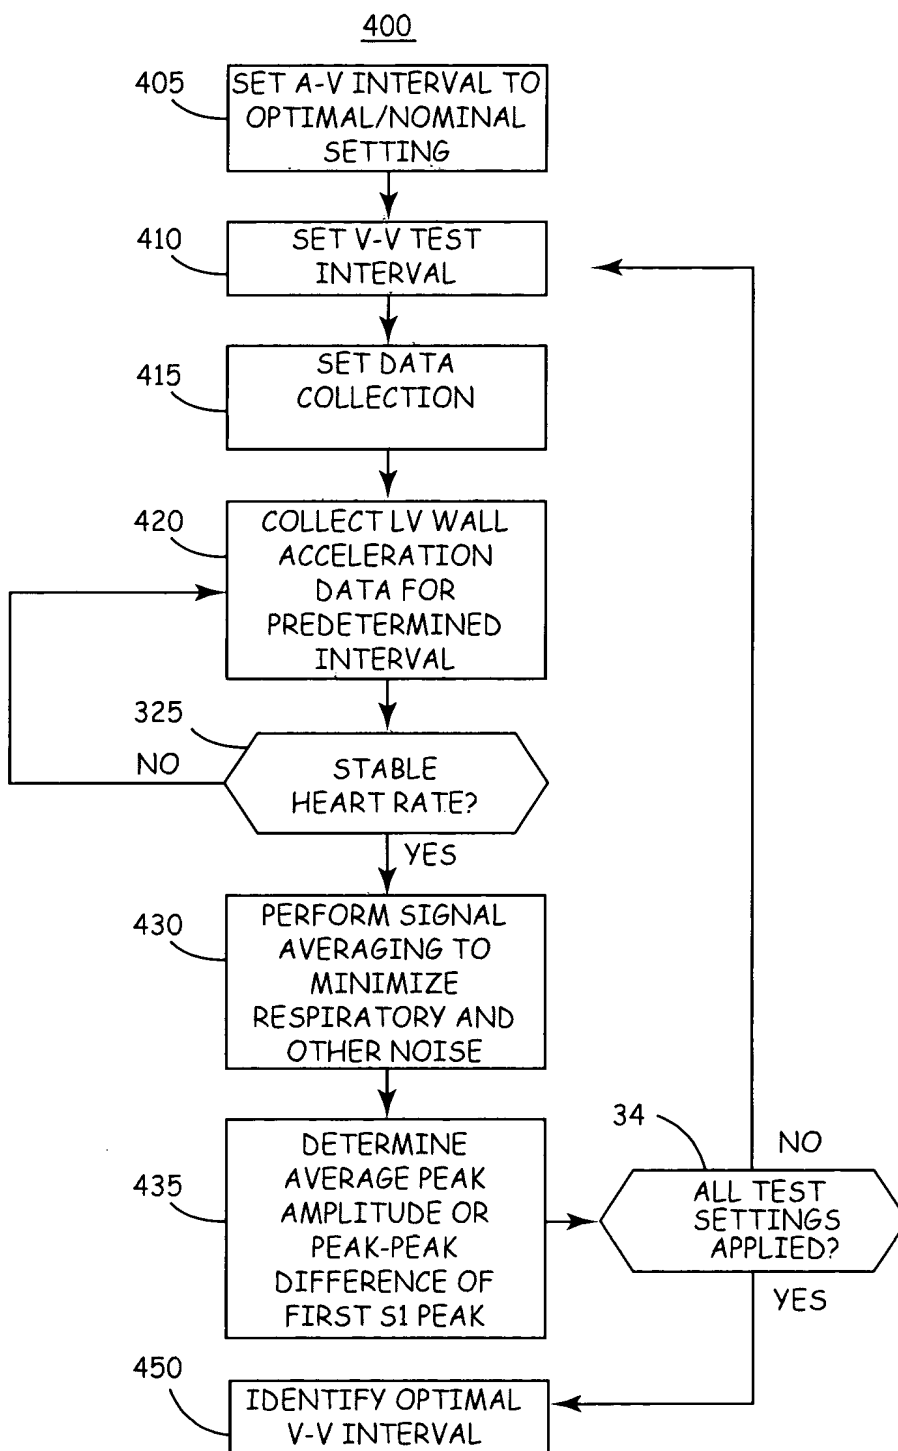 400
405
SET A-V INTERVAL TO
OPTIMAL/NOMINAL
SETTING
410
SET V-V TEST
INTERVAL
415
SET DATA
COLLECTION
420
COLLECT LV WALL
ACCELERATION
DATA FOR
PREDETERMINED
INTERVAL
325
NO
STABLE
HEART RATE?
YES
430
PERFORM SIGNAL
AVERAGING TO
MINIMIZE
RESPIRATORY AND
OTHER NOISE
435
DETERMINE
AVERAGE PEAK
AMPLITUDE OR
PEAK-PEAK
DIFFERENCE OF
FIRST S1 PEAK
34
NO
ALL TEST
SETTINGS
APPLIED?
YES
450
IDENTIFY OPTIMAL
V-V INTERVAL